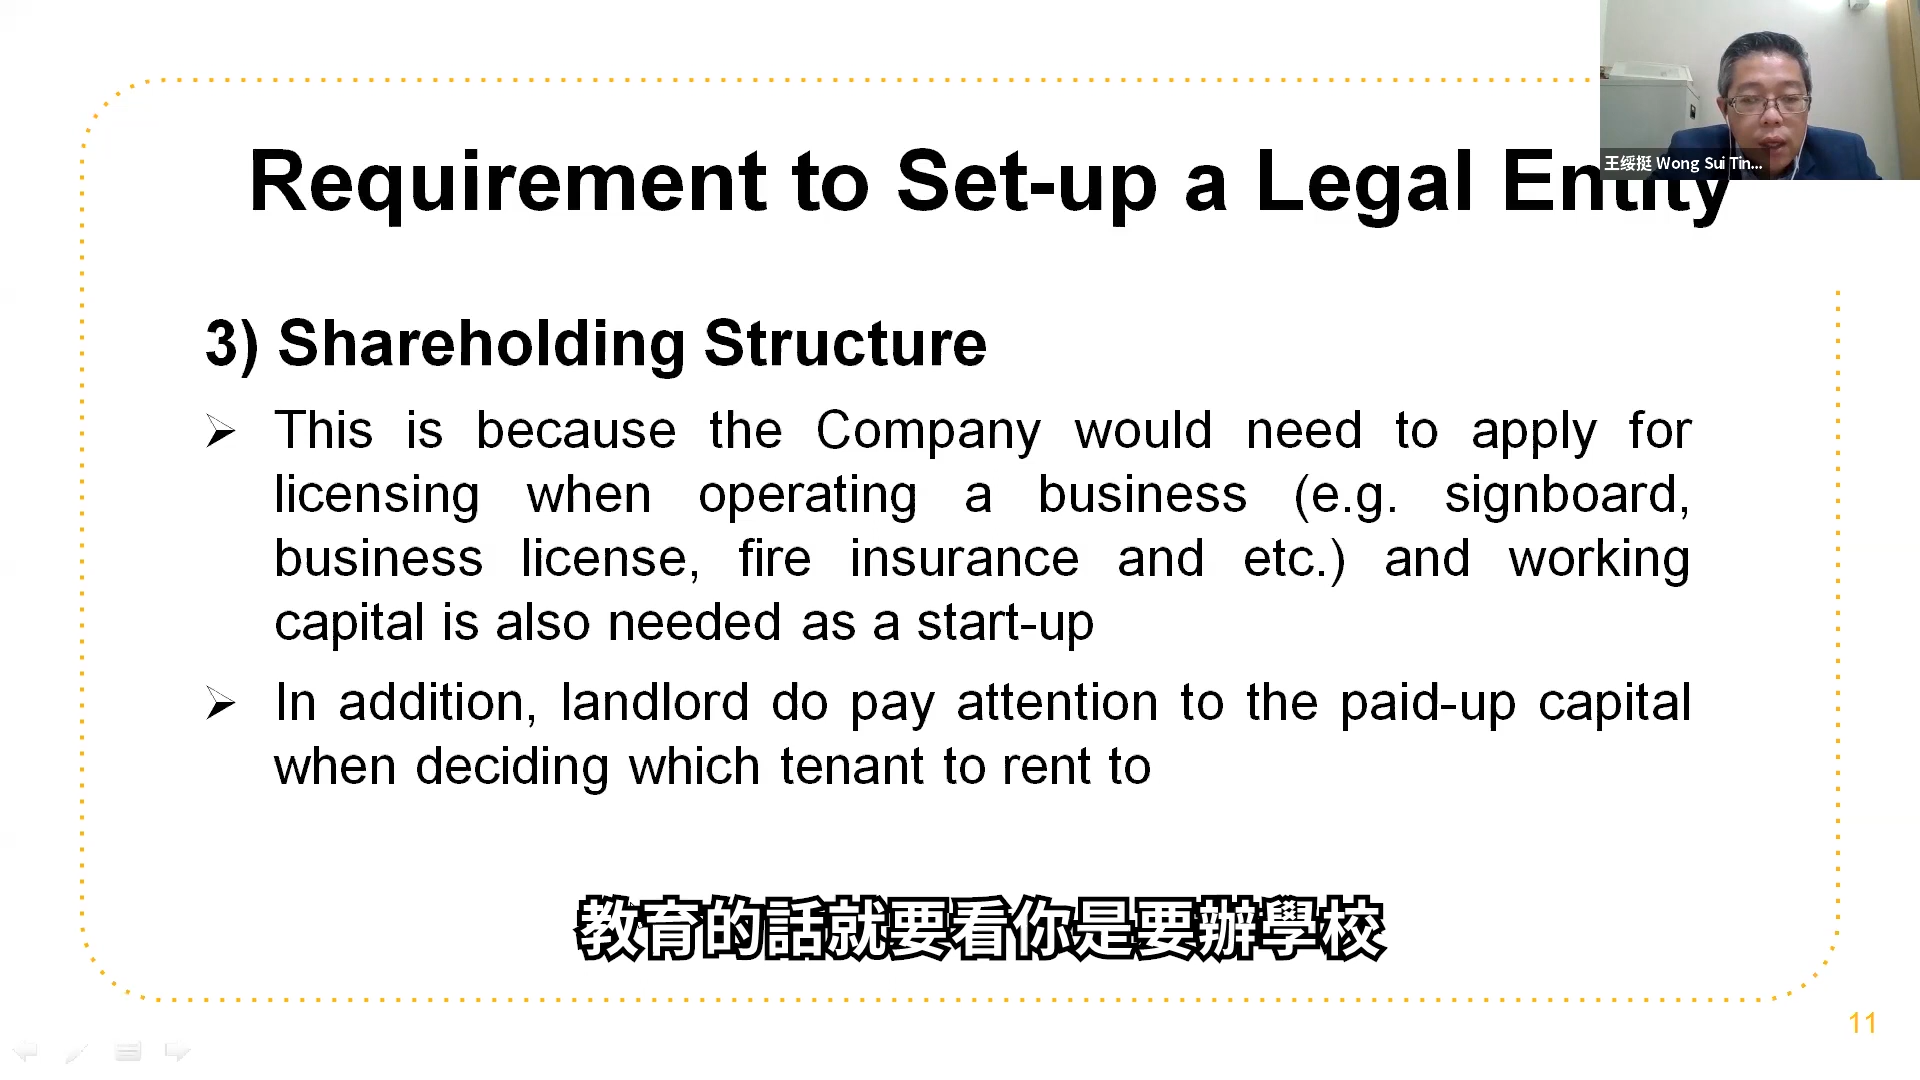 Requirement to Set-up a Legal Entity
王绥挺 Wong Sui Tin...
3) Shareholding Structure
➢ This is because the Company would need to apply for
licensing when operating a business (e.g. signboard,
business license, fire insurance and etc.) and working
capital is also needed as a start-up
➢ In addition, landlord do pay attention to the paid-up capital
when deciding which tenant to rent to
教育的話就要看你是要辦學校
11